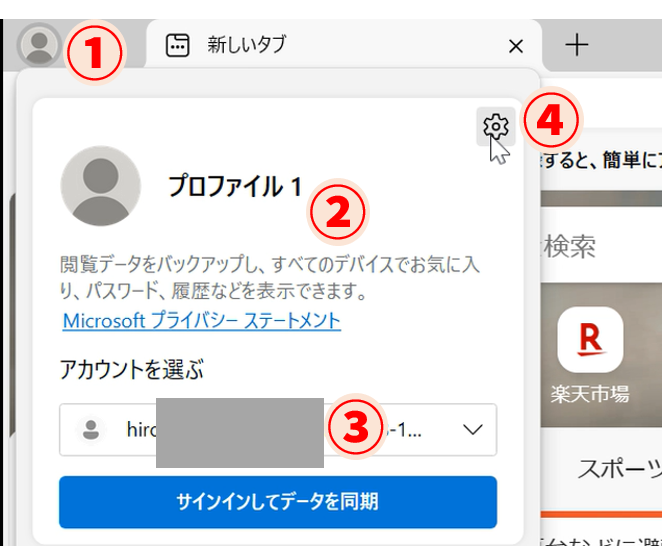 ①
新しいタブ
④
すると、簡単に
プロファイル 1
②
閲覧データをバックアップし、すべてのデバイスでお気に入
り、パスワード、履歴などを表示できます。
Microsoft プライバシー ステートメント
検索
R
楽天市場
アカウントを選ぶ
hiro
③
-1...
サインインしてデータを同期
スポーツ